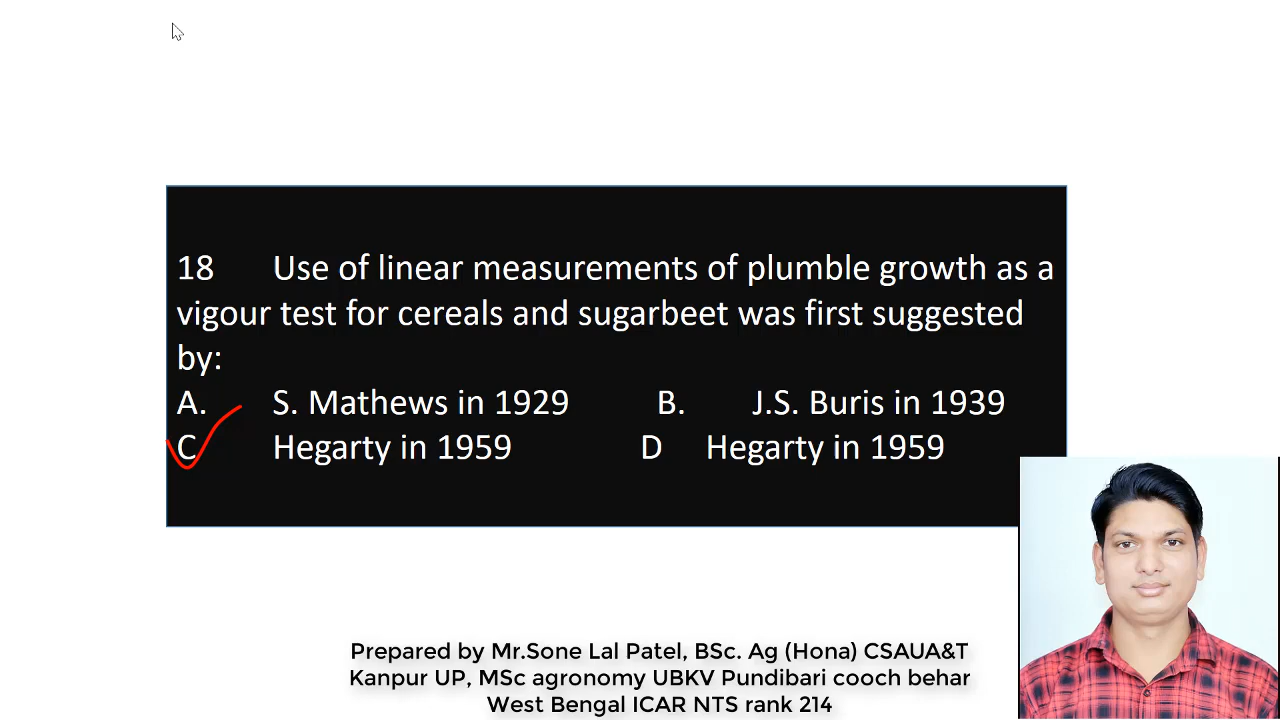 18 Use of linear measurements of plumble growth as a
vigour test for cereals and sugarbeet was first suggested
by:
A. S. Mathews in 1929 B. J.S. Buris in 1939
C Hegarty in 1959 D Hegarty in 1959
Prepared by Mr.Sone Lal Patel, BSc. Ag (Hona) CSAUA&T
Kanpur UP, MSc agronomy UBKV Pundibari cooch behar
West Bengal ICAR NTS rank 214